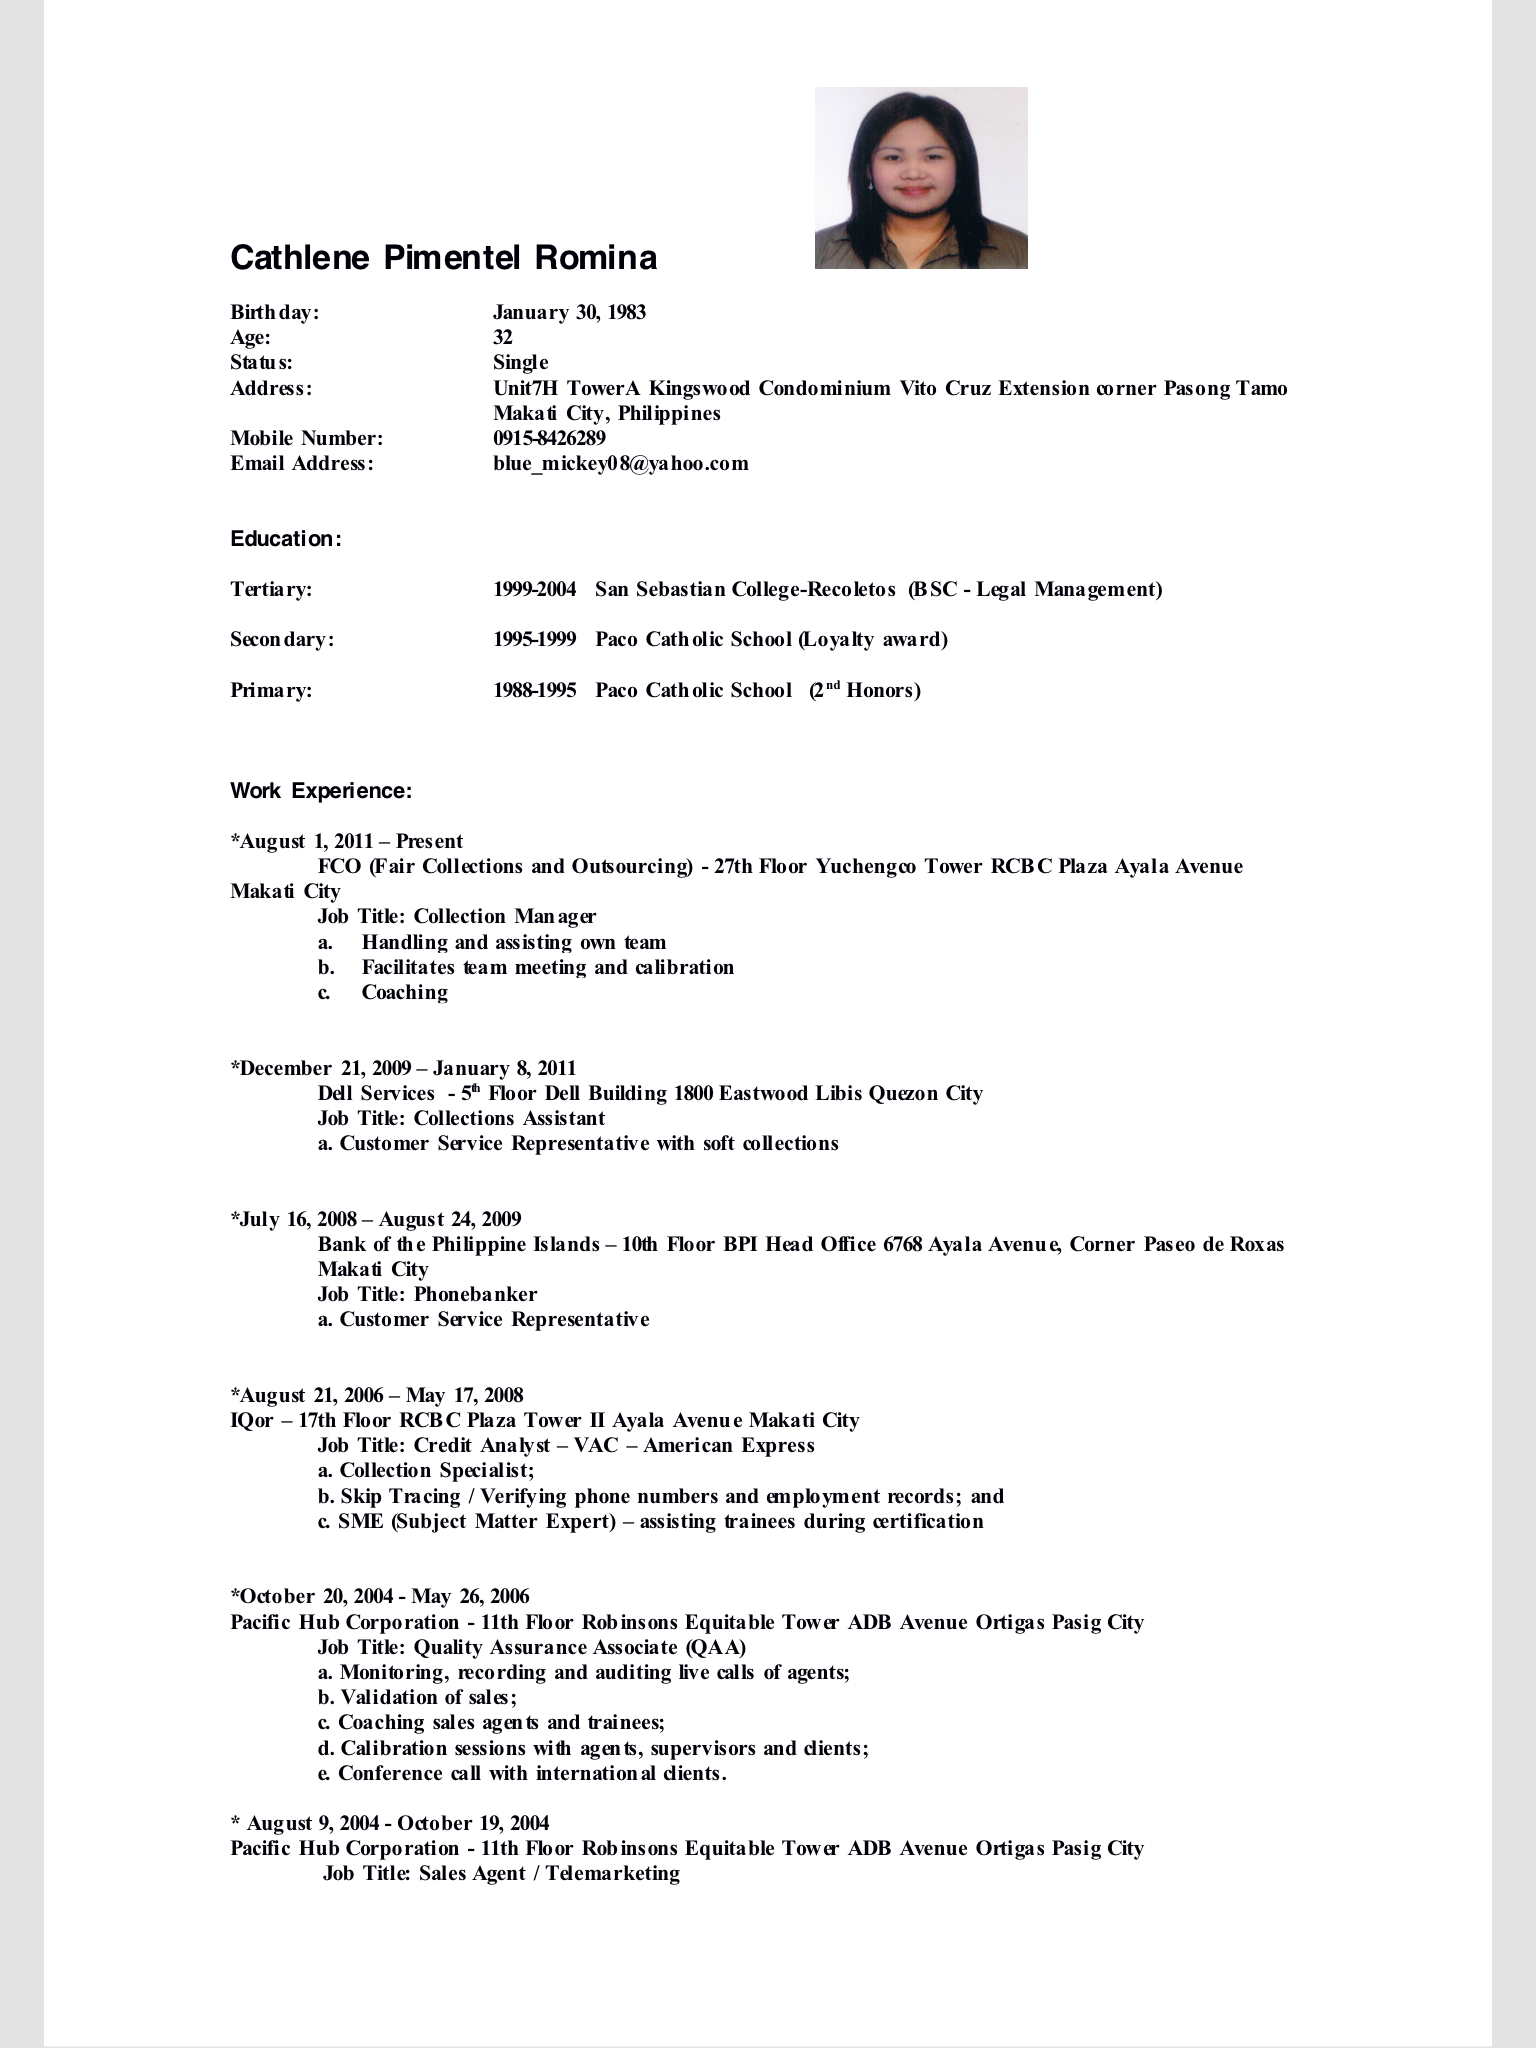 Cathlene Pimentel Romina
Birthday: January 30, 1983
Age: 32
Status: Single
Address: Unit7H TowerA Kingswood Condominium Vito Cruz Extension corner Pasong Tamo
Makati City, Philippines
Mobile Number: 0915-8426289
Email Address: blue_mickey08@yahoo.com
Education:
Tertiary: 1999-2004 San Sebastian College-Recoletos (BSC - Legal Management)
Secondary: 1995-1999 Paco Catholic School (Loyalty award)
Primary: 1988-1995 Paco Catholic School (2nd Honors)
Work Experience:
*August 1, 2011 – Present
FCO (Fair Collections and Outsourcing) - 27th Floor Yuchengco Tower RCBC Plaza Ayala Avenue
Makati City
Job Title: Collection Manager
a. Handling and assisting own team
b. Facilitates team meeting and calibration
c. Coaching
*December 21, 2009 – January 8, 2011
Dell Services - 5th Floor Dell Building 1800 Eastwood Libis Quezon City
Job Title: Collections Assistant
a. Customer Service Representative with soft collections
*July 16, 2008 – August 24, 2009
Bank of the Philippine Islands – 10th Floor BPI Head Office 6768 Ayala Avenue, Corner Paseo de Roxas
Makati City
Job Title: Phonebanker
a. Customer Service Representative
*August 21, 2006 – May 17, 2008
IQor – 17th Floor RCBC Plaza Tower II Ayala Avenue Makati City
Job Title: Credit Analyst – VAC – American Express
a. Collection Specialist;
b. Skip Tracing / Verifying phone numbers and employment records; and
c. SME (Subject Matter Expert) – assisting trainees during certification
*October 20, 2004 - May 26, 2006
Pacific Hub Corporation - 11th Floor Robinsons Equitable Tower ADB Avenue Ortigas Pasig City
Job Title: Quality Assurance Associate (QAA)
a. Monitoring, recording and auditing live calls of agents;
b. Validation of sales;
c. Coaching sales agents and trainees;
d. Calibration sessions with agents, supervisors and clients;
e. Conference call with international clients.
* August 9, 2004 - October 19, 2004
Pacific Hub Corporation - 11th Floor Robinsons Equitable Tower ADB Avenue Ortigas Pasig City
Job Title: Sales Agent / Telemarketing